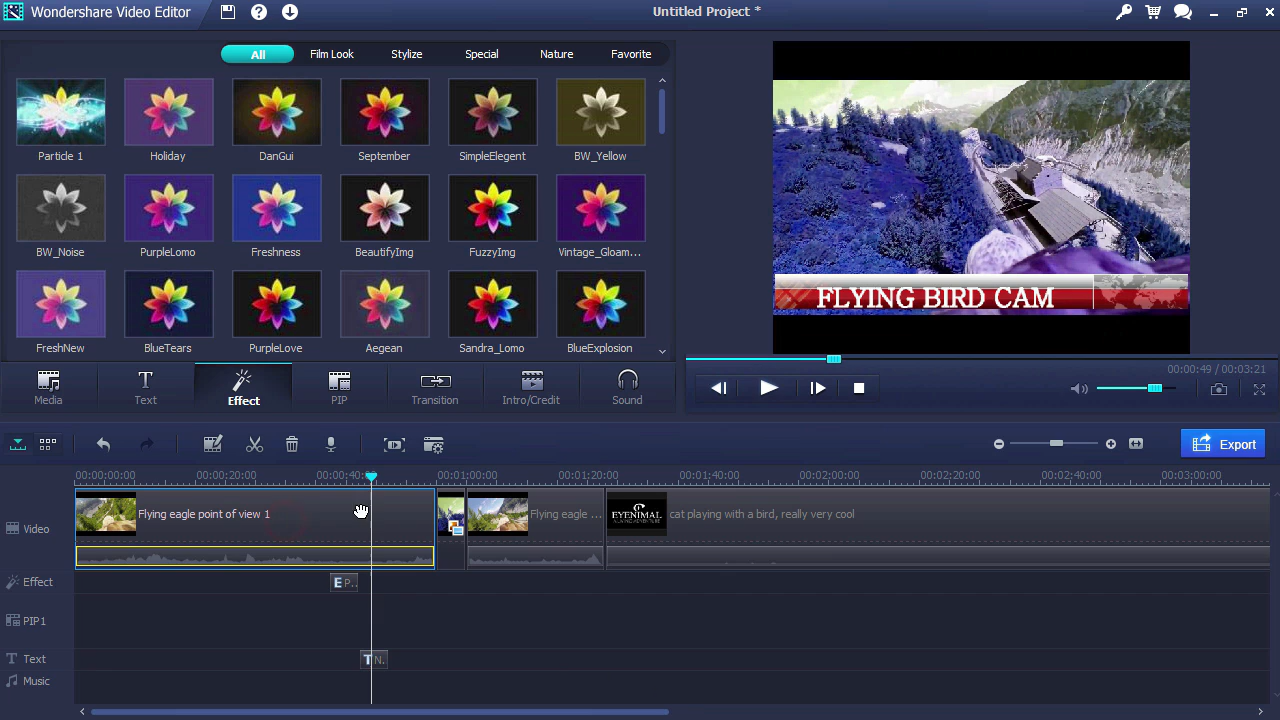 Wondershare Video Editor
Untitled Project *
All
Film Look
Stylize
Special
Nature
Favorite
Particle 1
Holiday
DanGui
September
SimpleElegent
BW_Yellow
BW_Noise
PurpleLomo
Freshness
BeautifyImg
FuzzyImg
Vintage_Gloam...
FreshNew
BlueTears
PurpleLove
Aegean
Sandra_Lomo
BlueExplosion
FLYING BIRD CAM
00:00:49 / 00:03:21
Media
Text
Effect
PIP
Transition
Intro/Credit
Sound
Export
00:00:00:00
00:00:20:00
00:00:40:
00:01:00:00
00:01:20:00
00:01:40:00
00:02:00:00
00:02:20:00
00:02:40:00
00:03:00:00
Video
Flying eagle point of view 1
Flying eagle ...
EYENIMAL
cat playing with a bird, really very cool
Effect
E P..
PIP1
Text
T N.
Music